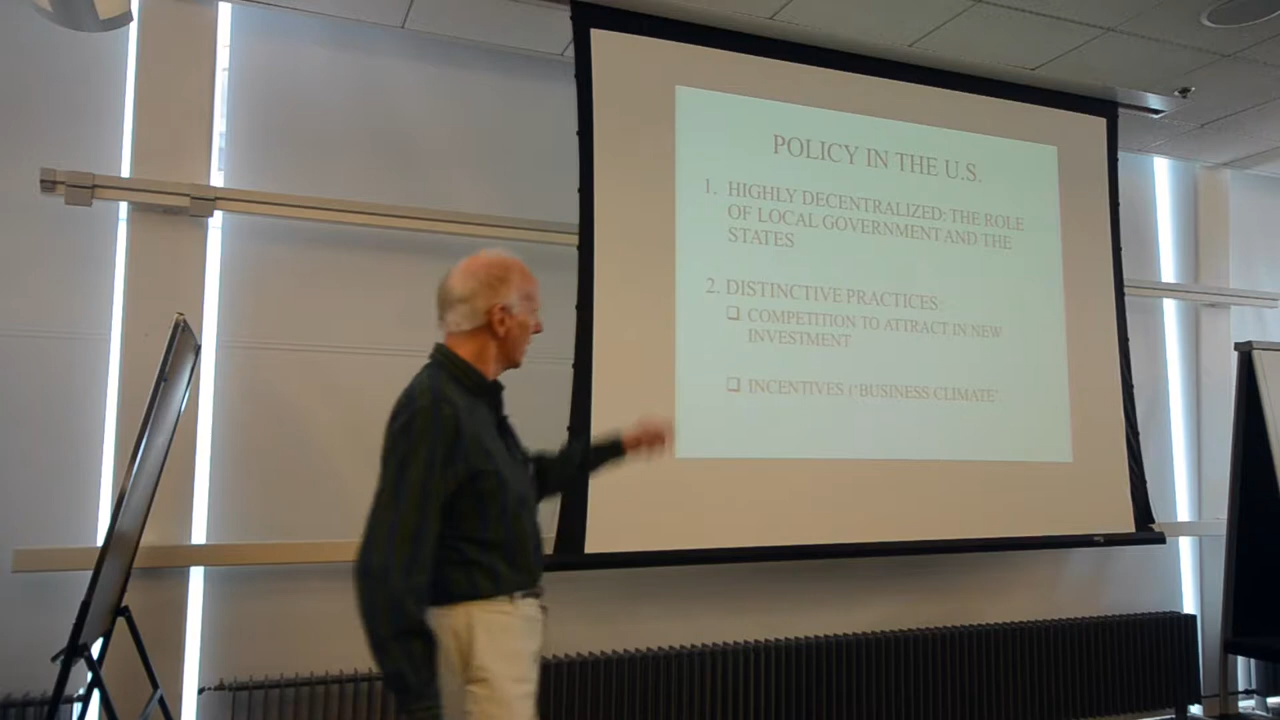 POLICY IN THE U.S.
1. HIGHLY DECENTRALIZED: THE ROLE
OF LOCAL GOVERNMENT AND THE
STATES
2. DISTINCTIVE PRACTICES:
❑ COMPETITION TO ATTRACT IN NEW
INVESTMENT
❑ INCENTIVES (‘BUSINESS CLIMATE’